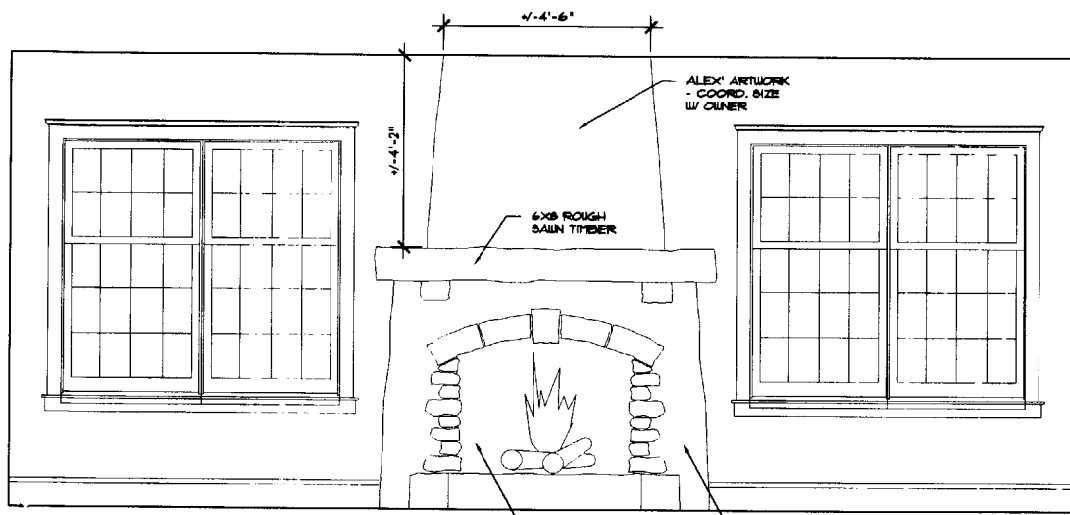 +/-4'-6"
ALEX' ARTWORK
- COORD. SIZE
W/ OWNER
+/-4'-2"
6X8 ROUGH
SAWN TIMBER